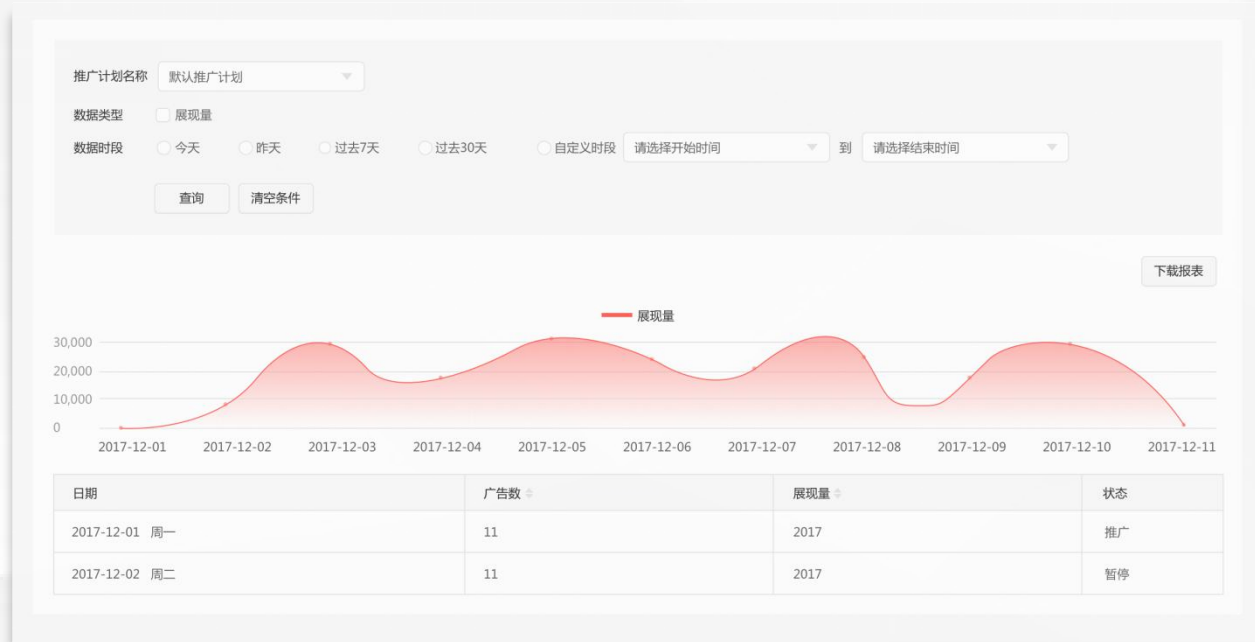 推广计划名称 默认推广计划
数据类型 展现量
数据时段 今天 昨天 过去7天 过去30天 自定义时段 请选择开始时间 到 请选择结束时间
查询 清空条件
下载报表
展现量
30,000
20,000
10,000
0
2017-12-01 2017-12-02 2017-12-03 2017-12-04 2017-12-05 2017-12-06 2017-12-07 2017-12-08 2017-12-09 2017-12-10 2017-12-11
日期 广告数 展现量 状态
2017-12-01 周一 11 2017 推广
2017-12-02 周二 11 2017 暂停